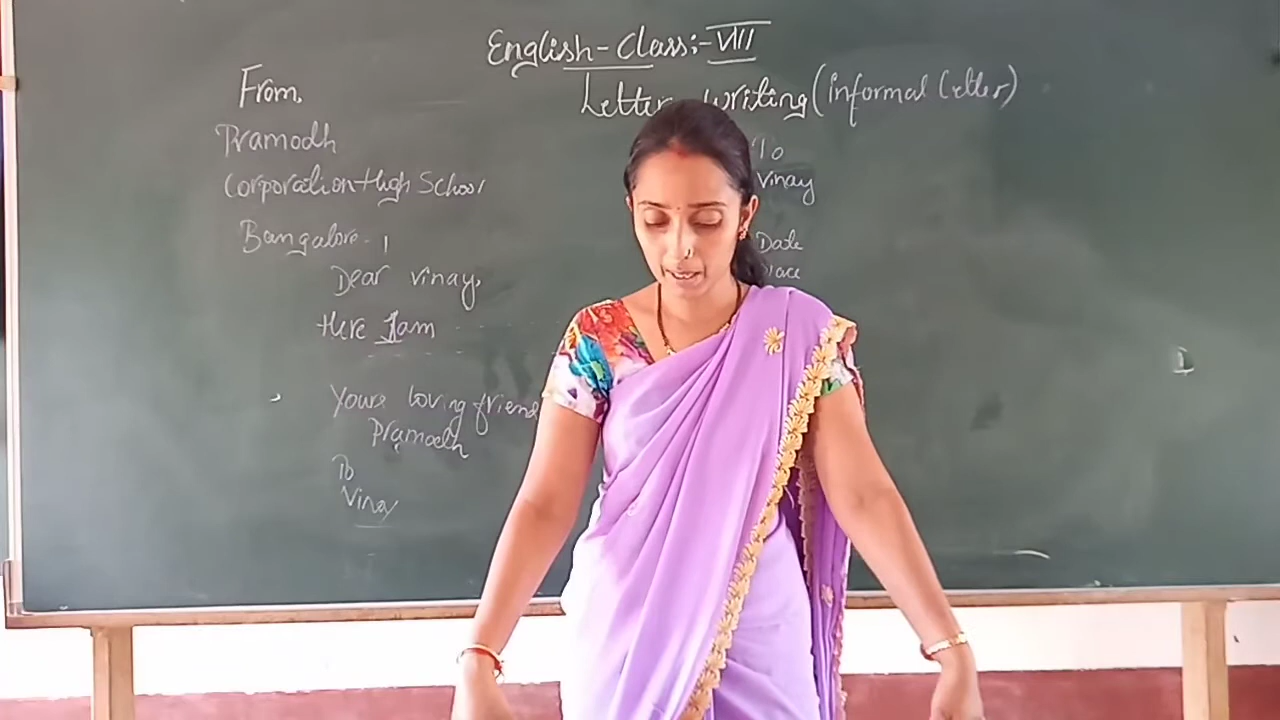 English - Class:- VIII
Letter writing (informal letter)
From,
Pramodh
Corporation High School
Bangalore - 1
Dear Vinay,
Here I am
Yours loving friend
Pramodh
To
Vinay
To
Vinay
Date